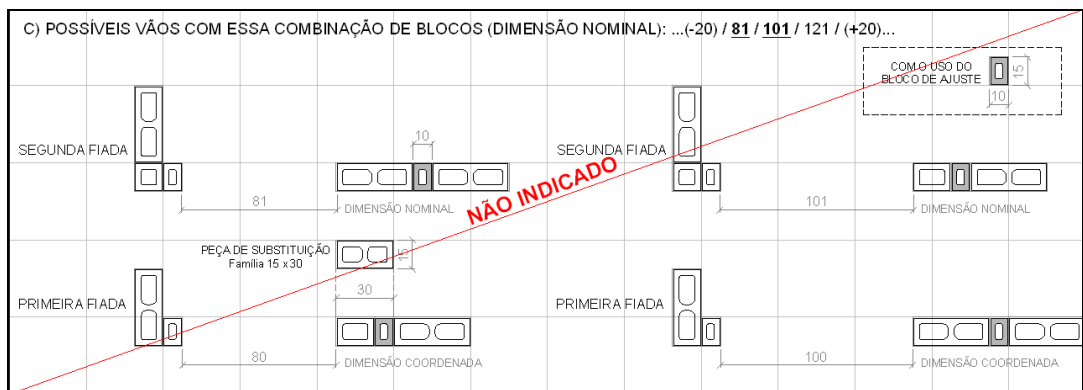 C) POSSÍVEIS VÃOS COM ESSA COMBINAÇÃO DE BLOCOS (DIMENSÃO NOMINAL): ...(-20) / 81 / 101 / 121 / (+20)...
COM O USO DO
BLOCO DE AJUSTE
15
10
SEGUNDA FIADA
10
81
DIMENSÃO NOMINAL
SEGUNDA FIADA
101
DIMENSÃO NOMINAL
NÃO INDICADO
PEÇA DE SUBSTITUIÇÃO
Família 15 x 30
15
30
PRIMEIRA FIADA
80
DIMENSÃO COORDENADA
PRIMEIRA FIADA
100
DIMENSÃO COORDENADA